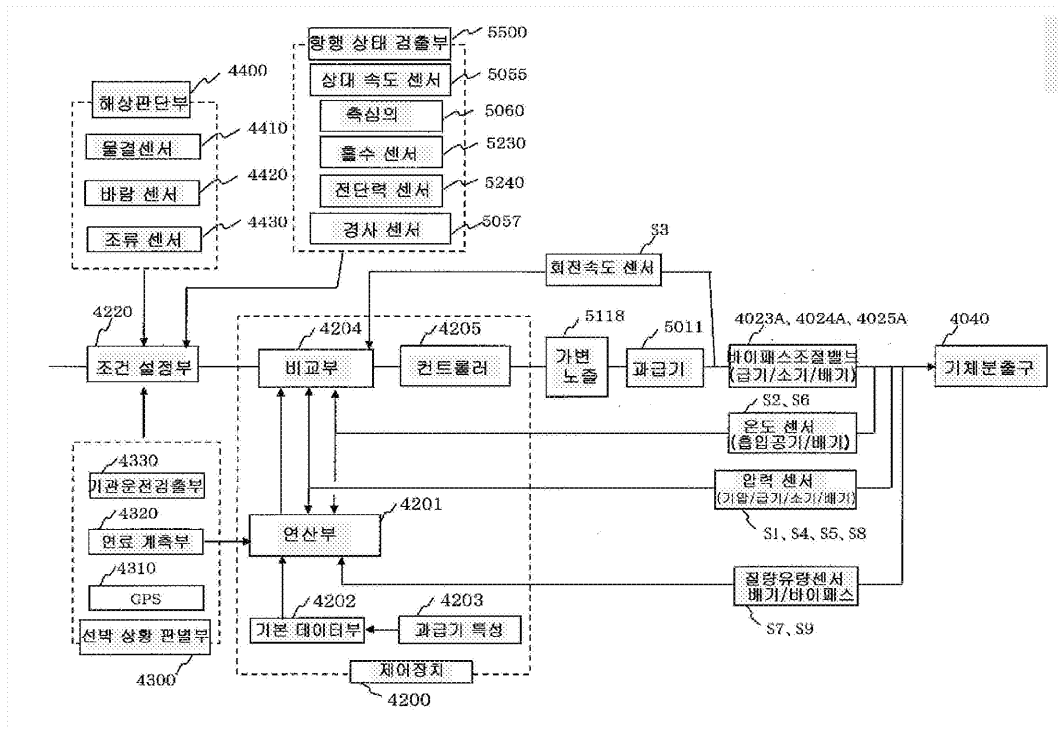 5500
항행 상태 검출부
상대 속도 센서
5055
측심의
5060
흘수 센서
5230
전단력 센서
5240
경사 센서
5057
4400
해상판단부
물결센서
4410
바람 센서
4420
조류 센서
4430
S3
회전속도 센서
4220
조건 설정부
4204
비교부
4205
컨트롤러
5118
가변
노즐
5011
과급기
4023A、4024A、4025A
바이패스조절밸브
(급기/소기/배기)
4040
기체분출구
S2、S6
온도 센서
(흡입공기/배기)
압력 센서
(기압/급기/소기/배기)
S1、S4、S5、S8
질량유량센서
배기/바이패스
S7、S9
4330
기관운전검출부
4320
연료 계측부
4310
GPS
선박 상황 판별부
4300
4201
연산부
4202
기본 데이터부
4203
과급기 특성
제어장치
4200